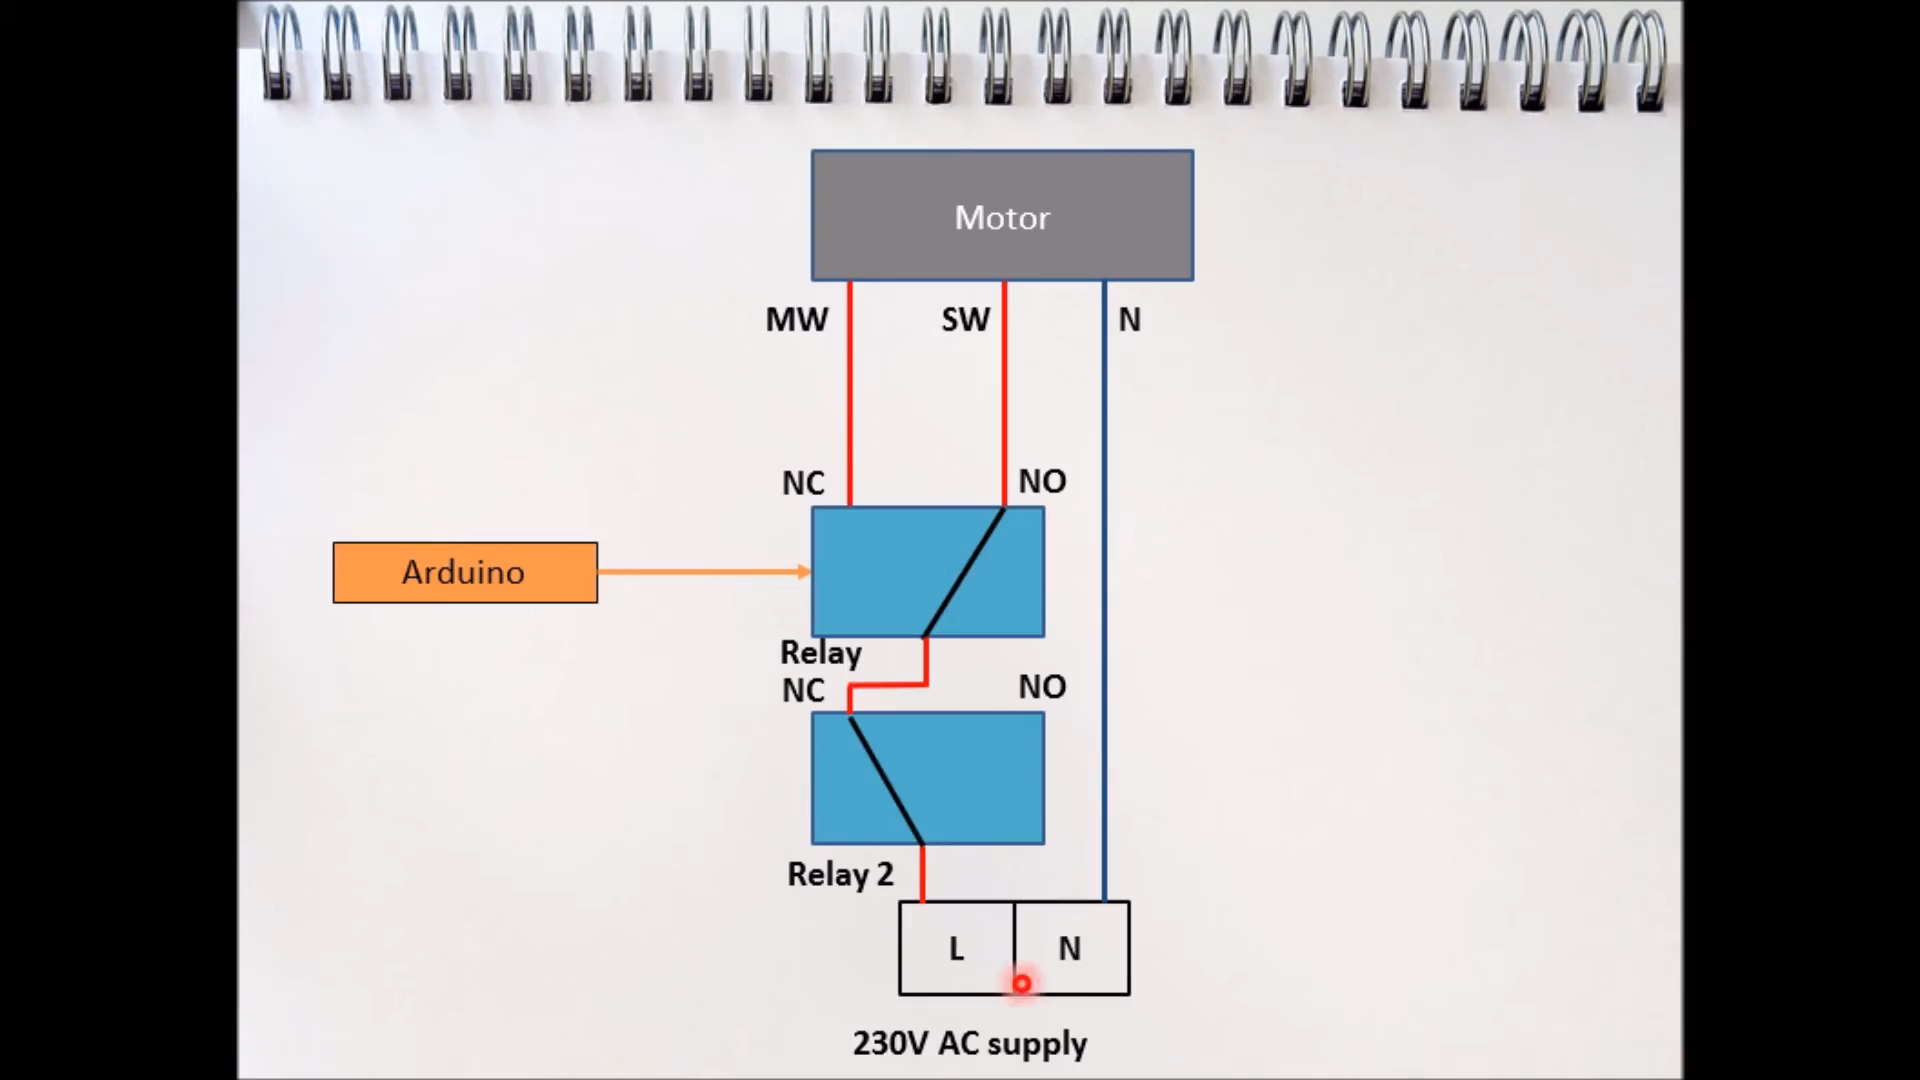 Motor
MW SW N
NC NO
Arduino
Relay
NC NO
Relay 2
L N
230V AC supply